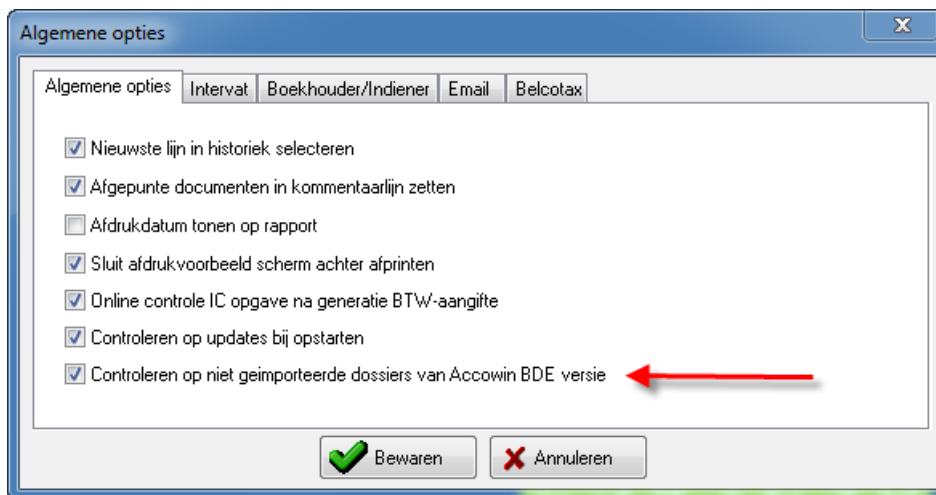 Algemene opties
Algemene opties Intervat Boekhouder/Indiener Email Belcotax
Nieuwste lijn in historiek selecteren
Afgepunte documenten in kommentaarlijn zetten
Afdrukdatum tonen op rapport
Sluit afdrukvoorbeeld scherm achter afprinten
Online controle IC opgave na generatie BTW-aangifte
Controleren op updates bij opstarten
Controleren op niet geimporteerde dossiers van Accowin BDE versie
Bewaren Annuleren